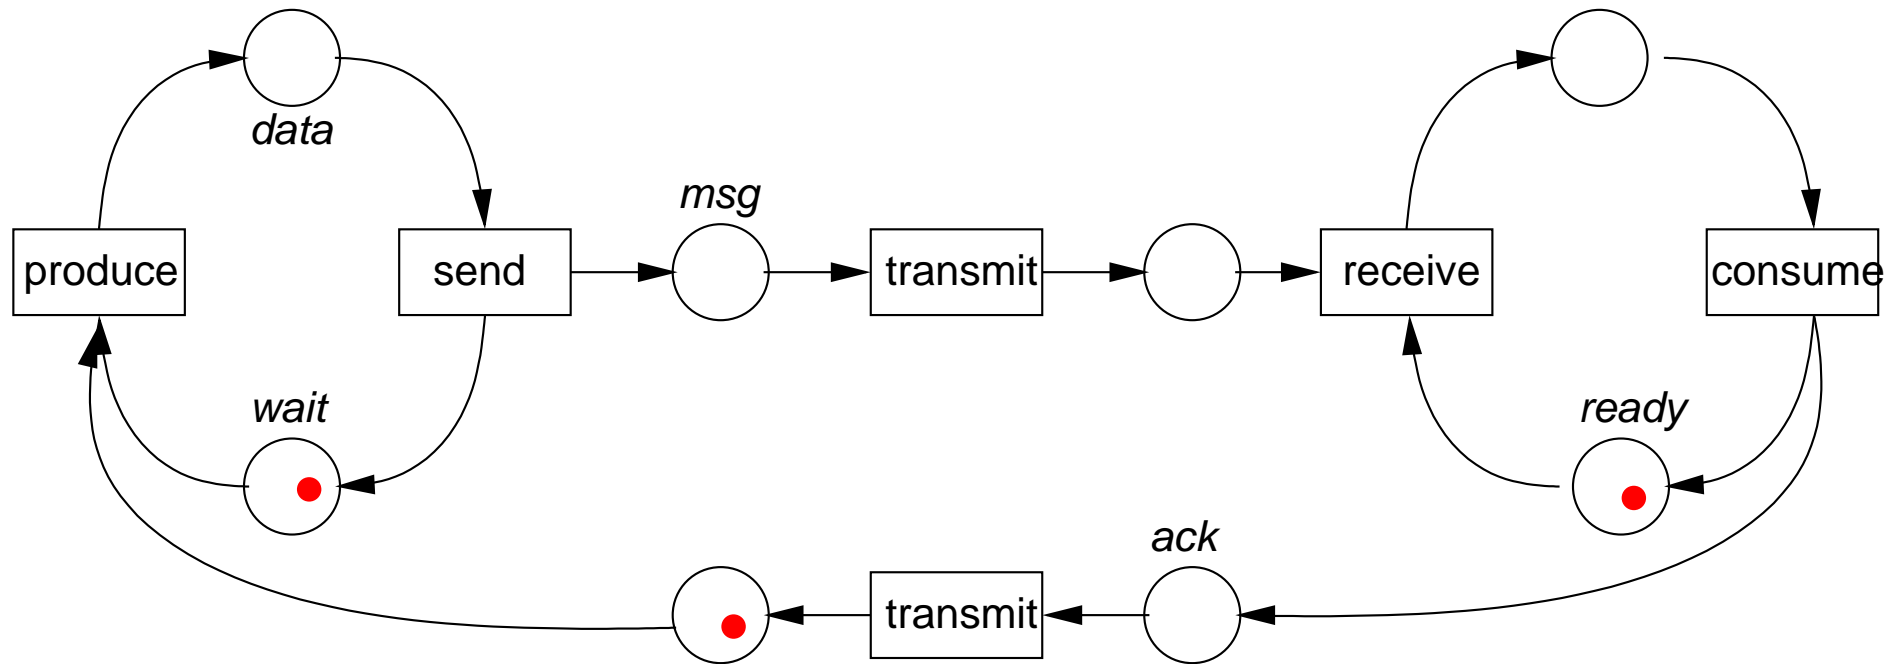 data
msg
produce
send
transmit
receive
consume
wait
ready
ack
transmit